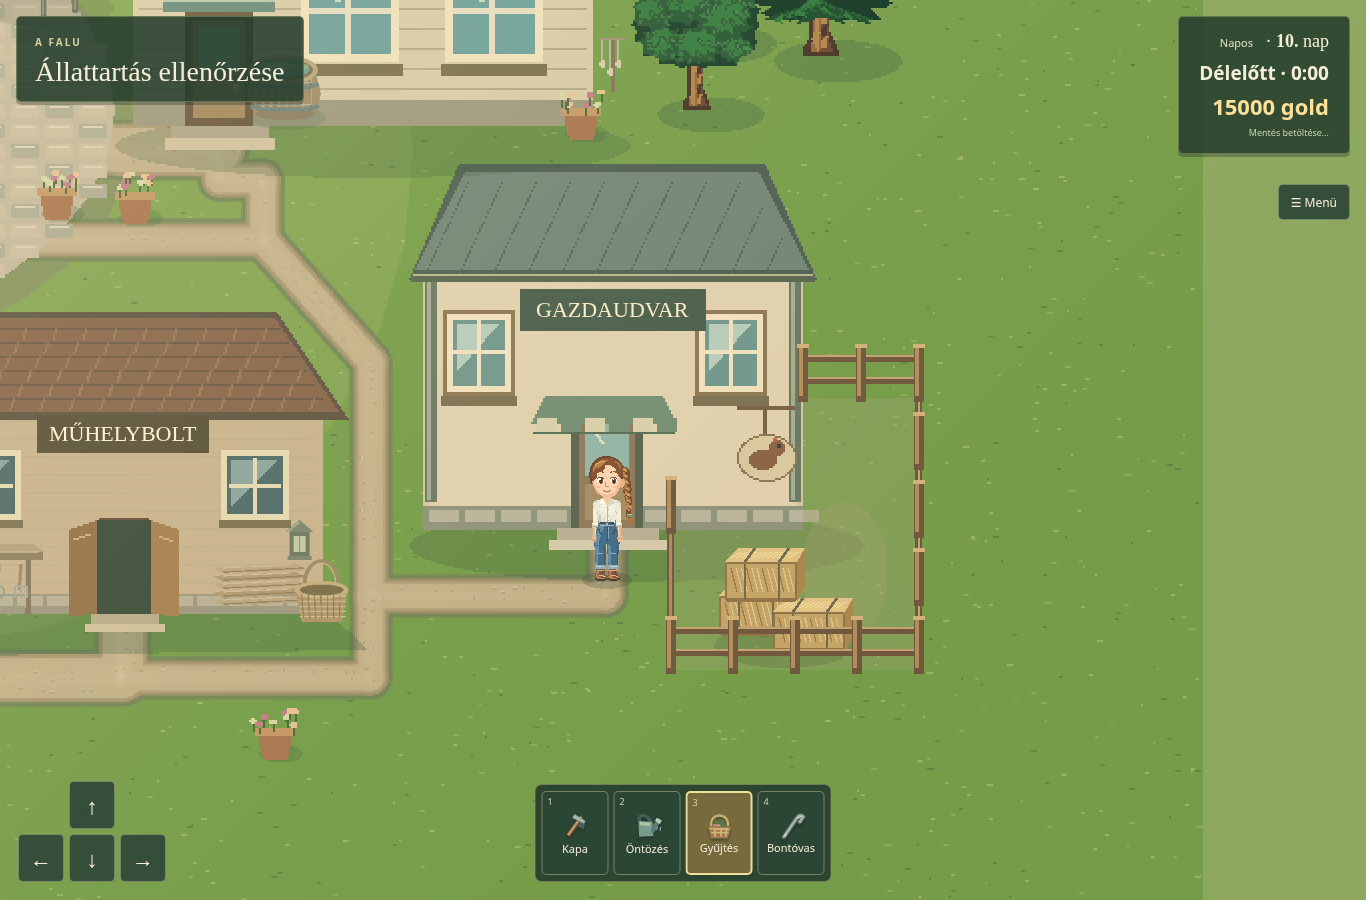 A FALU
Állattartás ellenőrzése
Napos · 10. nap
Délelőtt · 0:00
15000 gold
Mentés betöltése...
☰ Menü
GAZDAUDVAR
MŰHELYBOLT
↑
← ↓ →
1 Kapa
2 Öntözés
3 Gyűjtés
4 Bontóvas